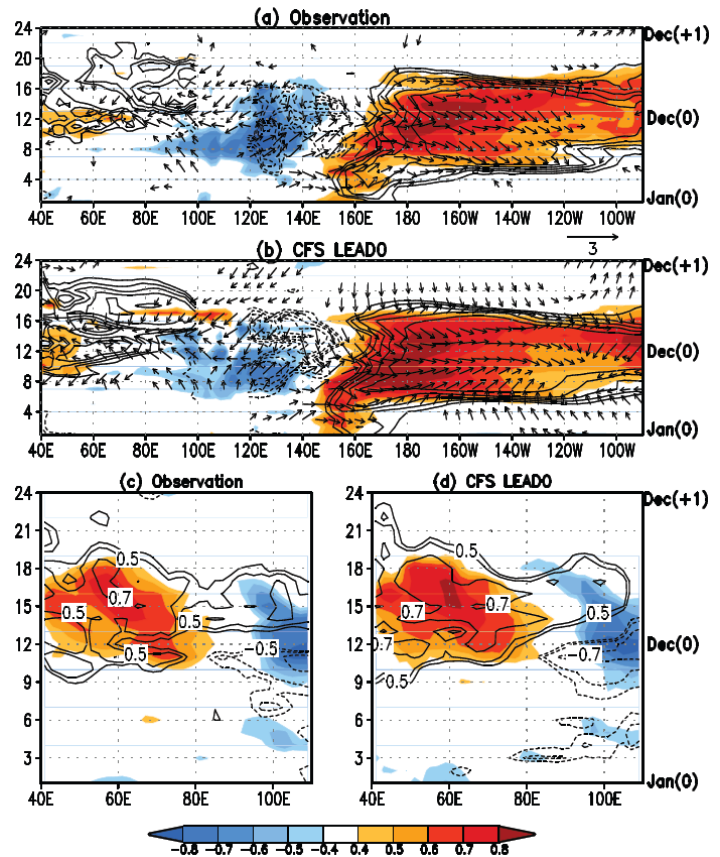 (a) Observation
24
20
16
12
8
4
Dec(+1)
Dec(0)
Jan(0)
40E 60E 80E 100E 120E 140E 160E 180 160W 140W 120W 100W
3
(b) CFS LEAD0
24
20
16
12
8
4
Dec(+1)
Dec(0)
Jan(0)
40E 60E 80E 100E 120E 140E 160E 180 160W 140W 120W 100W
(c) Observation
24
21
18
15
12
9
6
3
0.5
0.7
0.5
0.5
0.5
-0.5
40E 60E 80E 100E
(d) CFS LEAD0
24
21
18
15
12
9
6
3
Dec(+1)
Dec(0)
Jan(0)
0.5
0.7
0.7
0.5
-0.7
0.5
40E 60E 80E 100E
-0.8 -0.7 -0.6 -0.5 -0.4 0.4 0.5 0.6 0.7 0.8